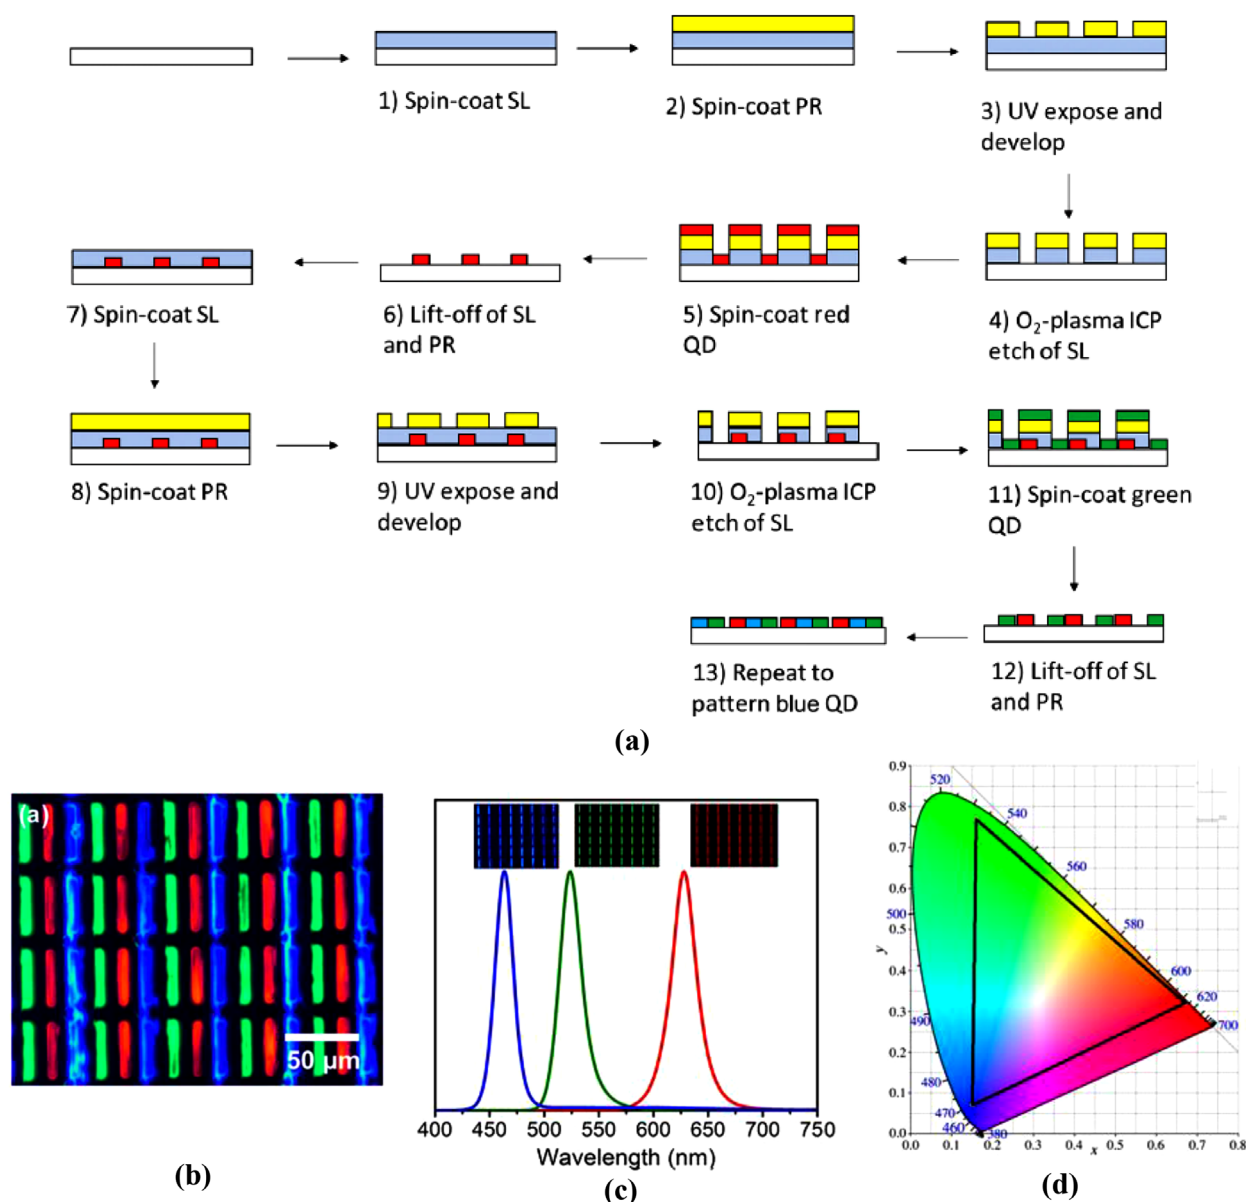 1) Spin-coat SL
2) Spin-coat PR
3) UV expose and
develop
7) Spin-coat SL
6) Lift-off of SL
and PR
5) Spin-coat red
QD
4) O₂-plasma ICP
etch of SL
8) Spin-coat PR
9) UV expose and
develop
10) O₂-plasma ICP
etch of SL
11) Spin-coat green
QD
13) Repeat to
pattern blue QD
12) Lift-off of SL
and PR
(a)
(a)
50 µm
(b)
400 450 500 550 600 650 700 750
Wavelength (nm)
(c)
0.9
0.8
0.7
0.6
0.5
0.4
0.3
0.2
0.1
0.0
y
0.0 0.1 0.2 0.3 0.4 0.5 0.6 0.7 0.8
x
520
540
560
580
600
620
700
500
490
480
470
460
380
(d)